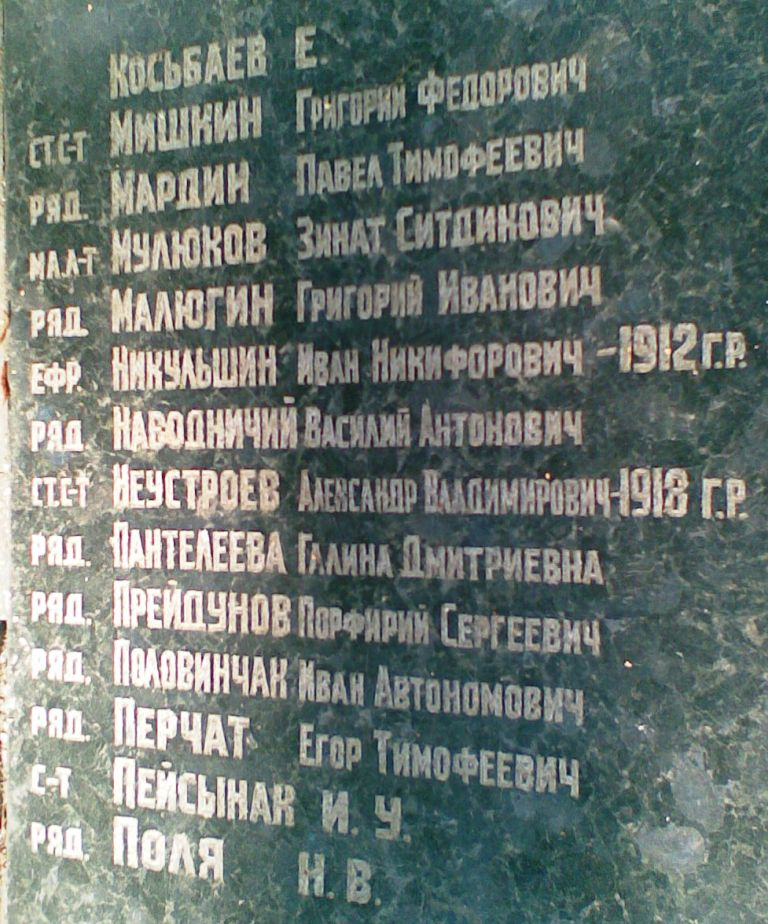 КОСЬБАЕВ Е.
СТ.С-Т МИШКИН ГРИГОРИЙ ФЕДОРОВИЧ
РЯД. МАРДИН ПАВЕЛ ТИМОФЕЕВИЧ
МЛ.Л-Т МУЛЮКОВ ЗИНАТ СИТДИКОВИЧ
РЯД. МАЛЮГИН ГРИГОРИЙ ИВАНОВИЧ
ЕФР. НИКУЛЬШИН ИВАН НИКИФОРОВИЧ - 1912 Г.Р.
РЯД. НАВОДНИЧИЙ ВАСИЛИЙ АНТОНОВИЧ
СТ.С-Т НЕУСТРОЕВ АЛЕКСАНДР ВЛАДИМИРОВИЧ-1918 Г.Р.
РЯД. ПАНТЕЛЕЕВА ГАЛИНА ДМИТРИЕВНА
РЯД. ПРЕЙДУНОВ ПОРФИРИЙ СЕРГЕЕВИЧ
РЯД. ПОЛОВИНЧАК ИВАН АВТОНОМОВИЧ
РЯД. ПЕРЧАТ ЕГОР ТИМОФЕЕВИЧ
С-Т ПЕЙСЫНАК И. У.
РЯД. ПОЛЯ Н. В.